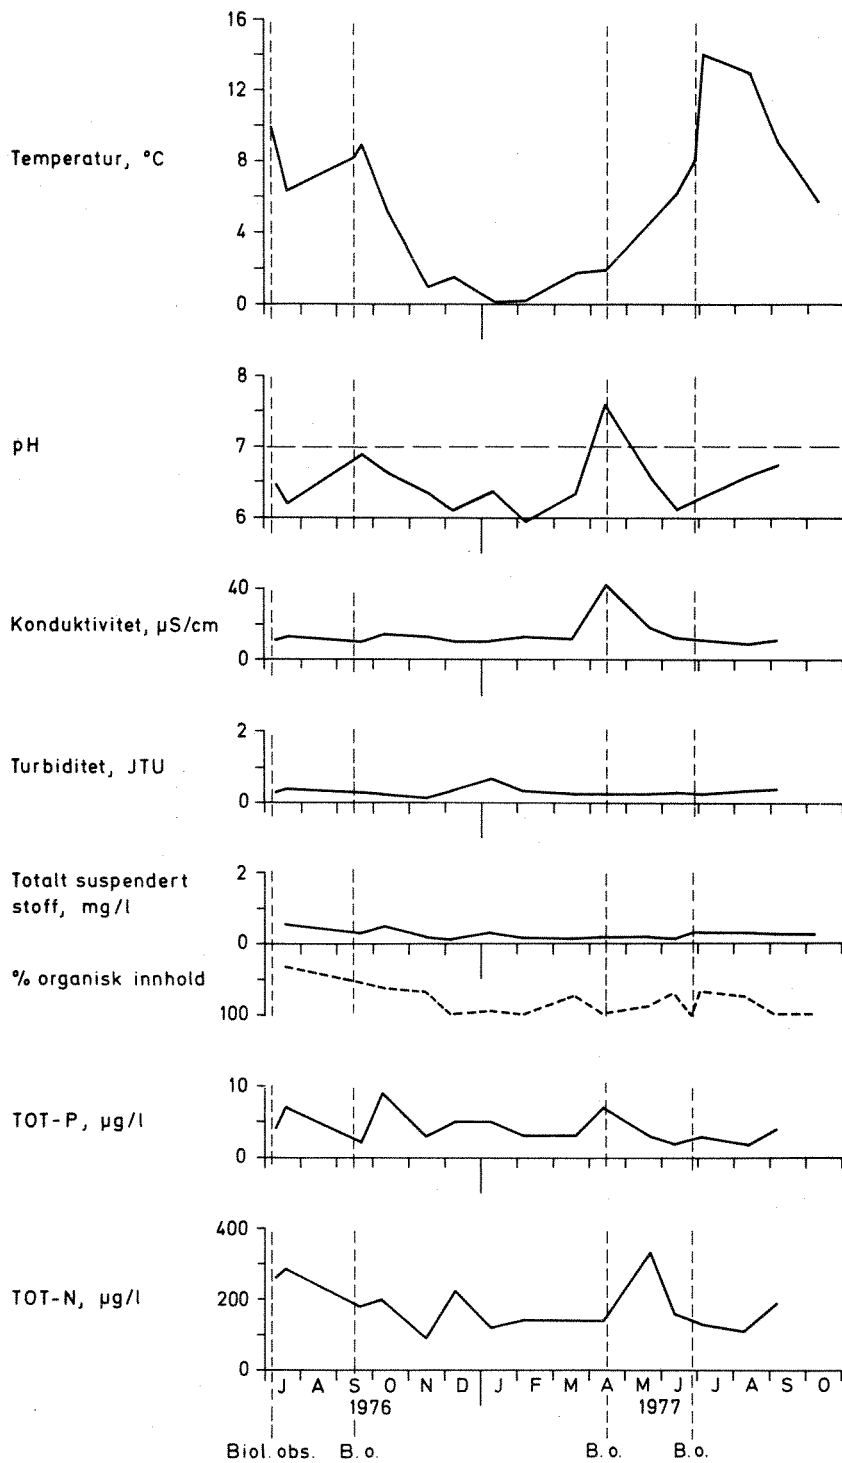 16
12
Temperatur, °C
8
4
0
8
pH
7
6
40
Konduktivitet, µS/cm
0
2
Turbiditet, JTU
0
Totalt suspendert
2
stoff, mg/l
0
% organisk innhold
100
10
TOT-P, µg/l
0
400
TOT-N, µg/l
200
0
J A S O N D J F M A M J J A S O
1976 1977
Biol. obs. B. o. B. o. B. o.